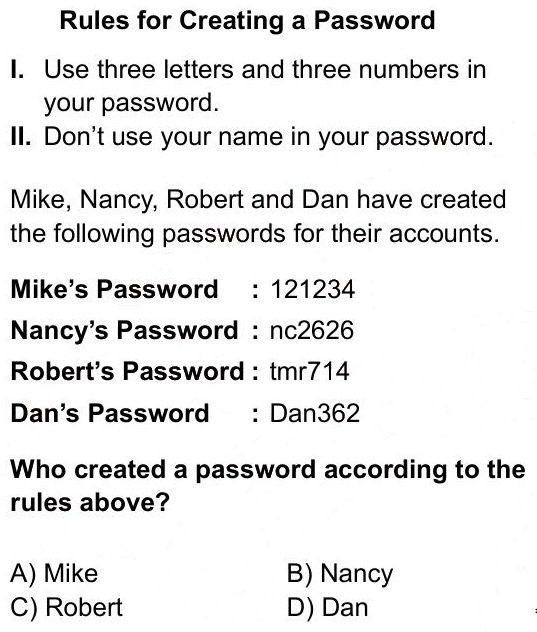 Rules for Creating a Password
I. Use three letters and three numbers in
your password.
II. Don't use your name in your password.
Mike, Nancy, Robert and Dan have created
the following passwords for their accounts.
Mike's Password : 121234
Nancy's Password : nc2626
Robert's Password : tmr714
Dan's Password : Dan362
Who created a password according to the
rules above?
A) Mike B) Nancy
C) Robert D) Dan